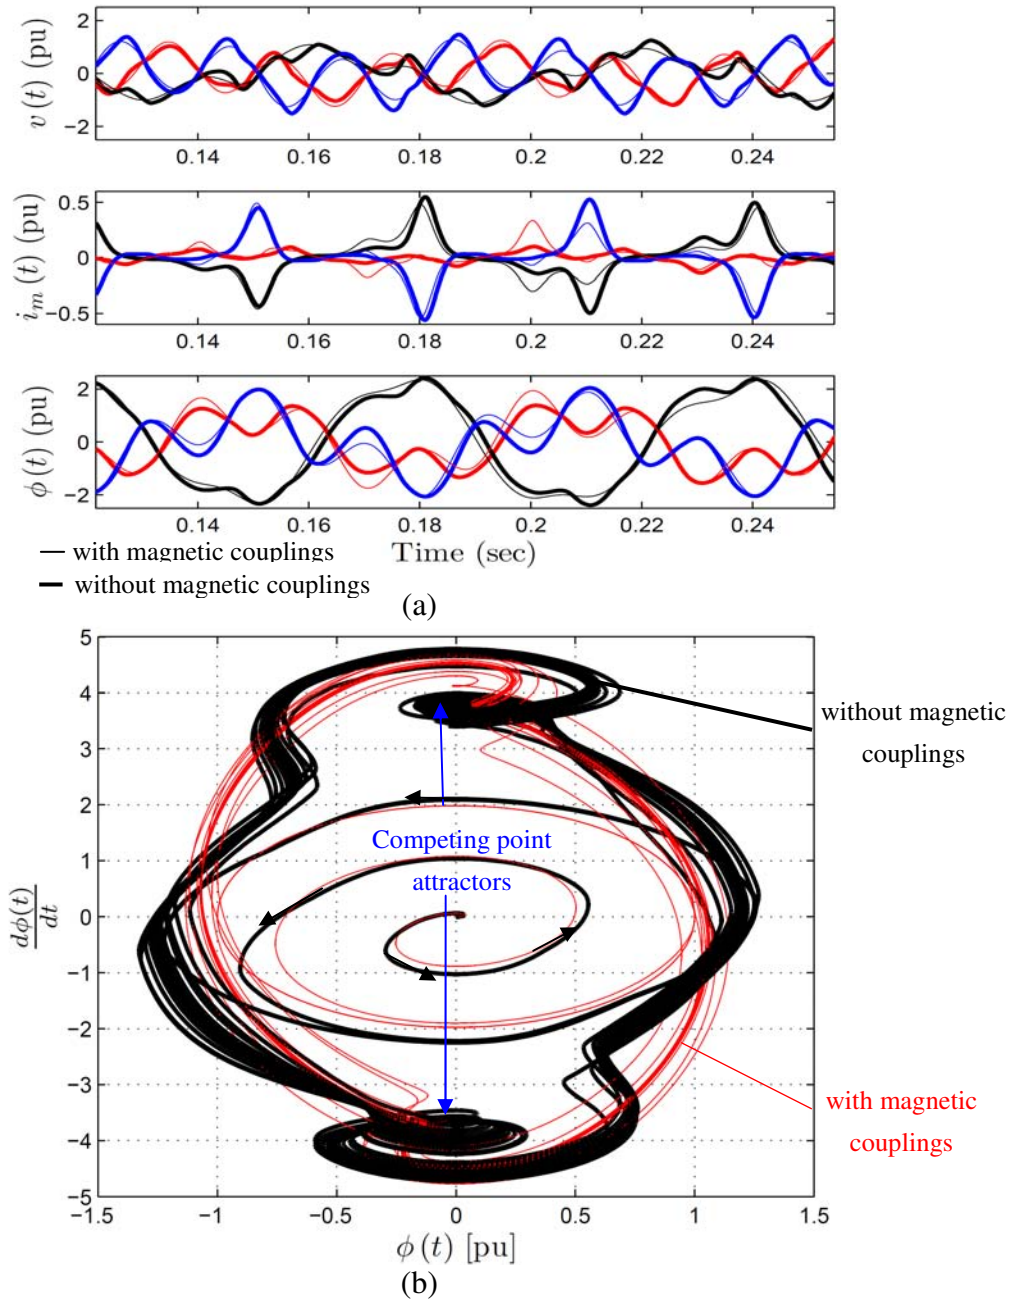 v(t) (pu)
2
0
−2
0.14 0.16 0.18 0.2 0.22 0.24
i_m(t) (pu)
0.5
0
−0.5
0.14 0.16 0.18 0.2 0.22 0.24
ϕ(t) (pu)
2
0
−2
0.14 0.16 0.18 0.2 0.22 0.24
Time (sec)
with magnetic couplings
without magnetic couplings
(a)
5
4
3
2
1
0
−1
−2
−3
−4
−5
dϕ(t)
dt
without magnetic
couplings
Competing point
attractors
with magnetic
couplings
−1.5 −1 −0.5 0 0.5 1 1.5
ϕ(t) [pu]
(b)